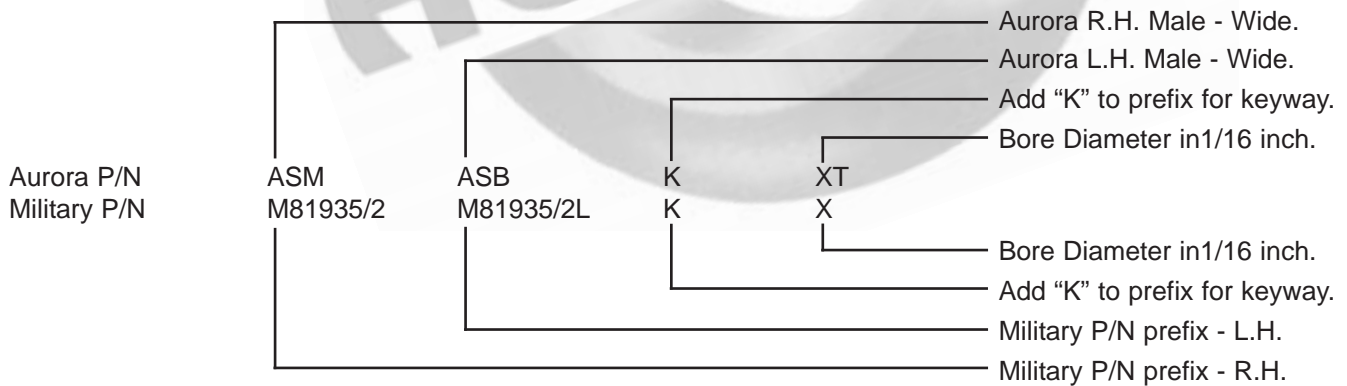 Aurora R.H. Male - Wide.
Aurora L.H. Male - Wide.
Add “K” to prefix for keyway.
Bore Diameter in1/16 inch.
Aurora P/N ASM ASB K XT
Military P/N M81935/2 M81935/2L K X
Bore Diameter in1/16 inch.
Add “K” to prefix for keyway.
Military P/N prefix - L.H.
Military P/N prefix - R.H.